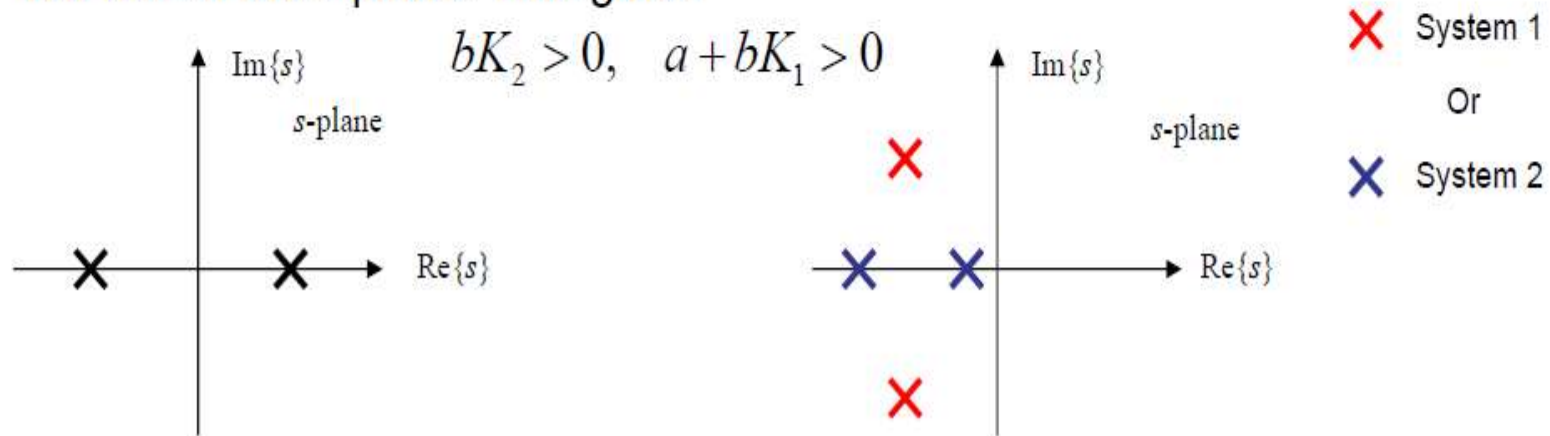 Im{s}
s-plane
Re{s}
bK₂ > 0, a + bK₁ > 0
Im{s}
s-plane
Re{s}
System 1
Or
System 2